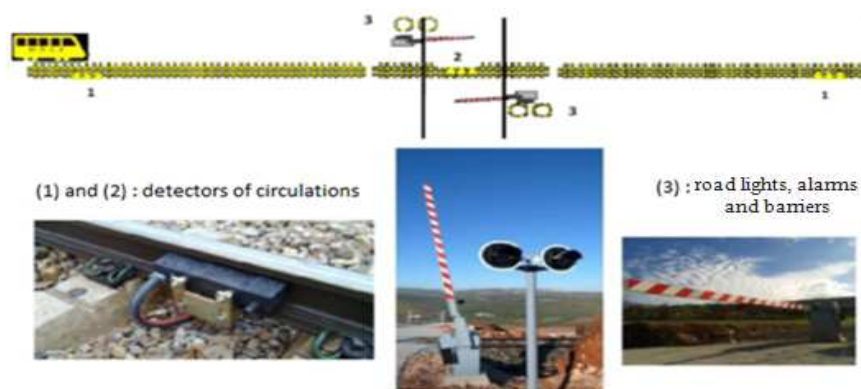 3
2
1
3
1
(1) and (2) : detectors of circulations
(3) : road lights, alarms
and barriers